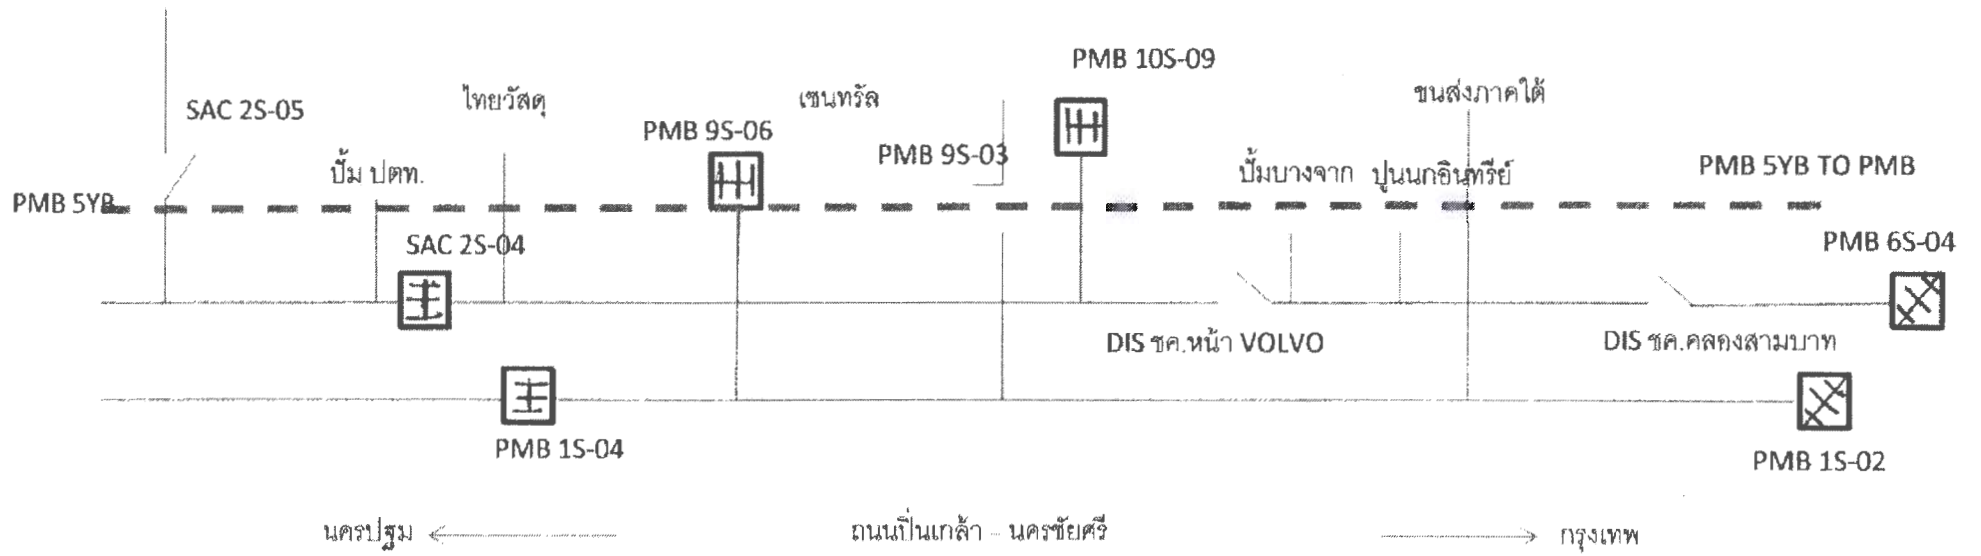 PMB 10S-09
SAC 2S-05
ไทยวัสดุ
เซนทรัล
ขนส่งภาคใต้
PMB 9S-06
PMB 9S-03
ปั้ม ปตท.
ปั้มบางจาก
ปูนนกอินทรีย์
PMB 5YB TO PMB
PMB 5YB
SAC 2S-04
PMB 6S-04
DIS ชค.หน้า VOLVO
DIS ชค.คลองสามบาท
PMB 1S-04
PMB 1S-02
นครปฐม
ถนนปิ่นเกล้า – นครชัยศรี
กรุงเทพ